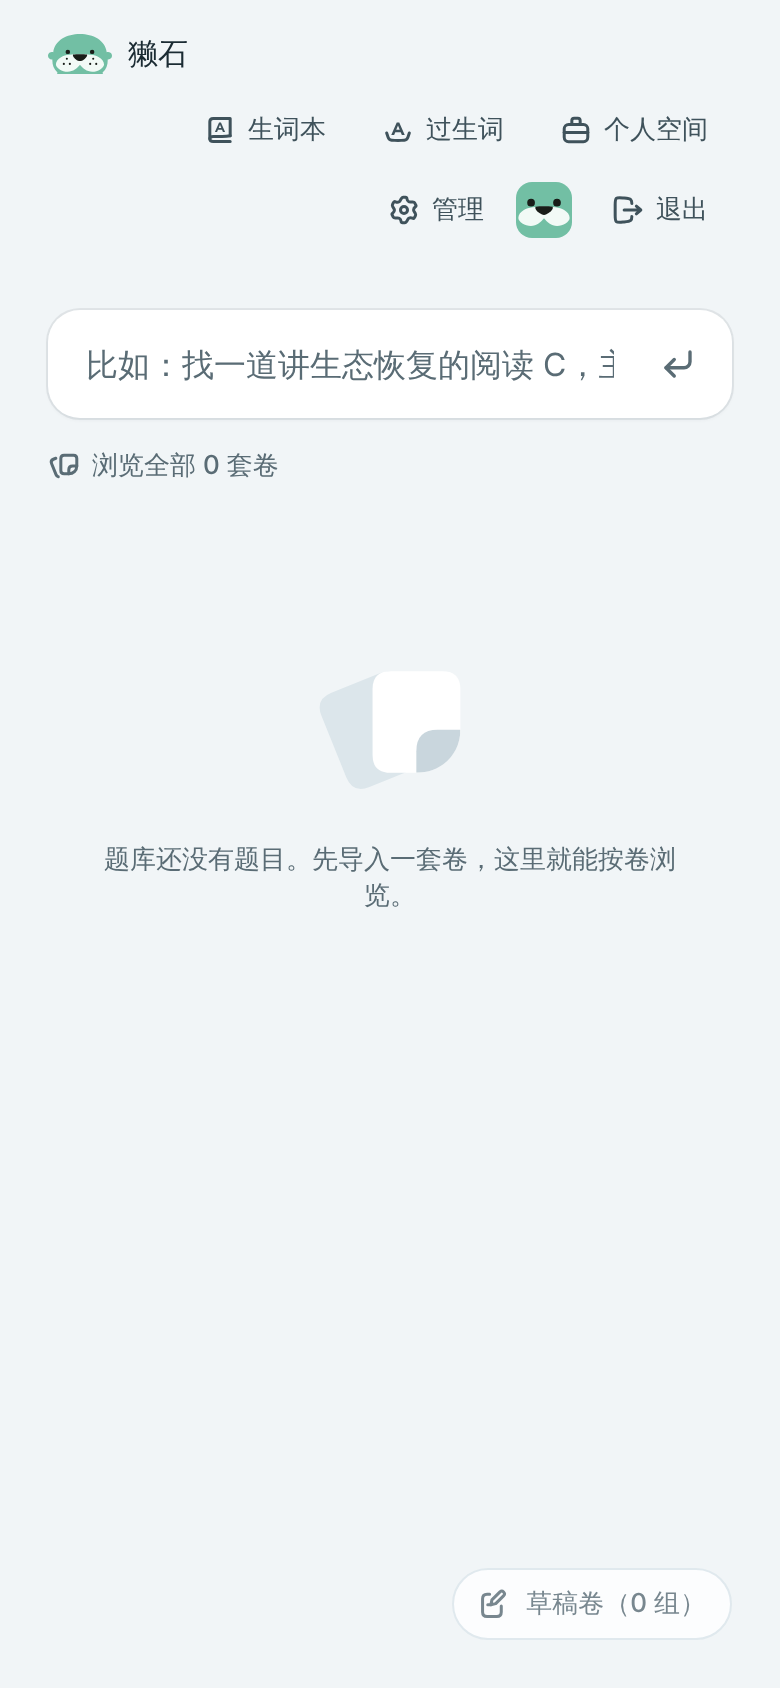 獭石
生词本 过生词 个人空间
管理 退出
比如：找一道讲生态恢复的阅读 C，
浏览全部 0 套卷
题库还没有题目。先导入一套卷，这里就能按卷浏
览。
草稿卷（0 组）